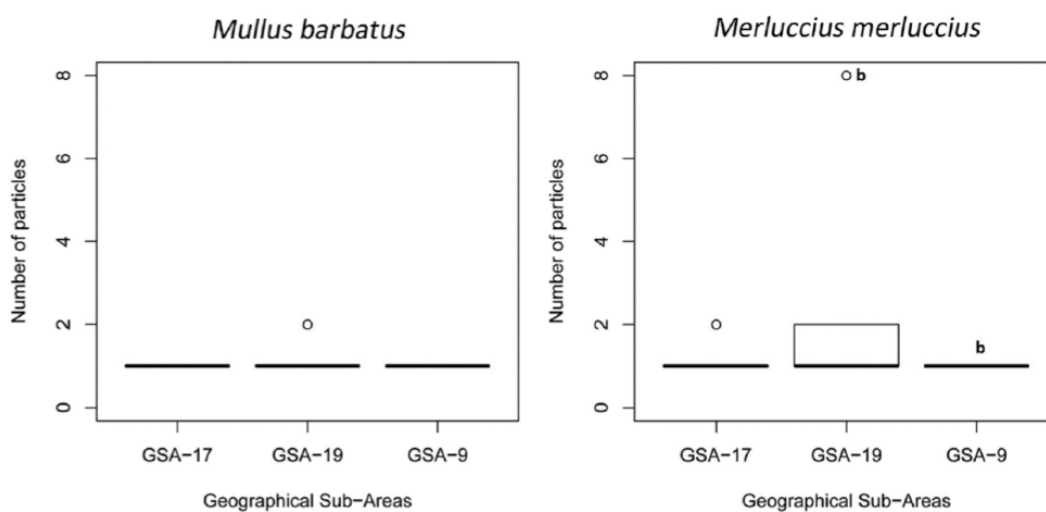 Mullus barbatus
Number of particles
8
6
4
2
0
GSA-17 GSA-19 GSA-9
Geographical Sub-Areas
Merluccius merluccius
Number of particles
8
6
4
2
0
b
b
GSA-17 GSA-19 GSA-9
Geographical Sub-Areas